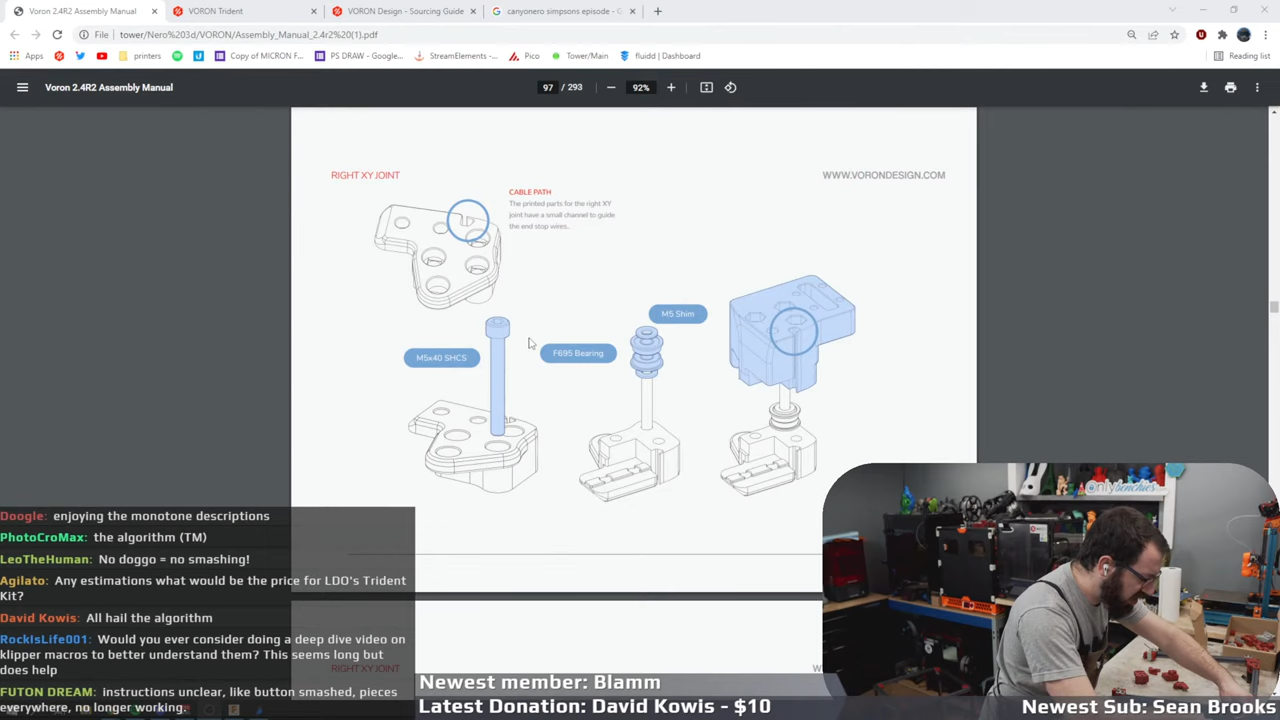 Voron 2.4R2 Assembly Manual
VORON Trident
VORON Design - Sourcing Guide
canyonero simpsons episode - G
File
tower/Nero%203d/VORON/Assembly_Manual_2.4r2%20(1).pdf
Apps
printers
Copy of MICRON F...
PS DRAW - Google...
StreamElements -...
Pico
Tower/Main
fluidd | Dashboard
Reading list
Voron 2.4R2 Assembly Manual
97 / 293
92%
RIGHT XY JOINT
WWW.VORONDESIGN.COM
CABLE PATH
The printed parts for the right XY
joint have a small channel to guide
the end stop wires..
M5 Shim
M5x40 SHCS
F695 Bearing
@onlybenchies
Doogle: enjoying the monotone descriptions
PhotoCroMax: the algorithm (TM)
LeoTheHuman: No doggo = no smashing!
Agilato: Any estimations what would be the price for LDO's Trident
Kit?
David Kowis: All hail the algorithm
RockIsLife001: Would you ever consider doing a deep dive video on
klipper macros to better understand them? This seems long but
does help
FUTON DREAM: instructions unclear, like button smashed, pieces
everywhere, no longer working.
RIGHT XY JOINT
W
Newest member: Blamm
Latest Donation: David Kowis - $10
Newest Sub: Sean Brooks